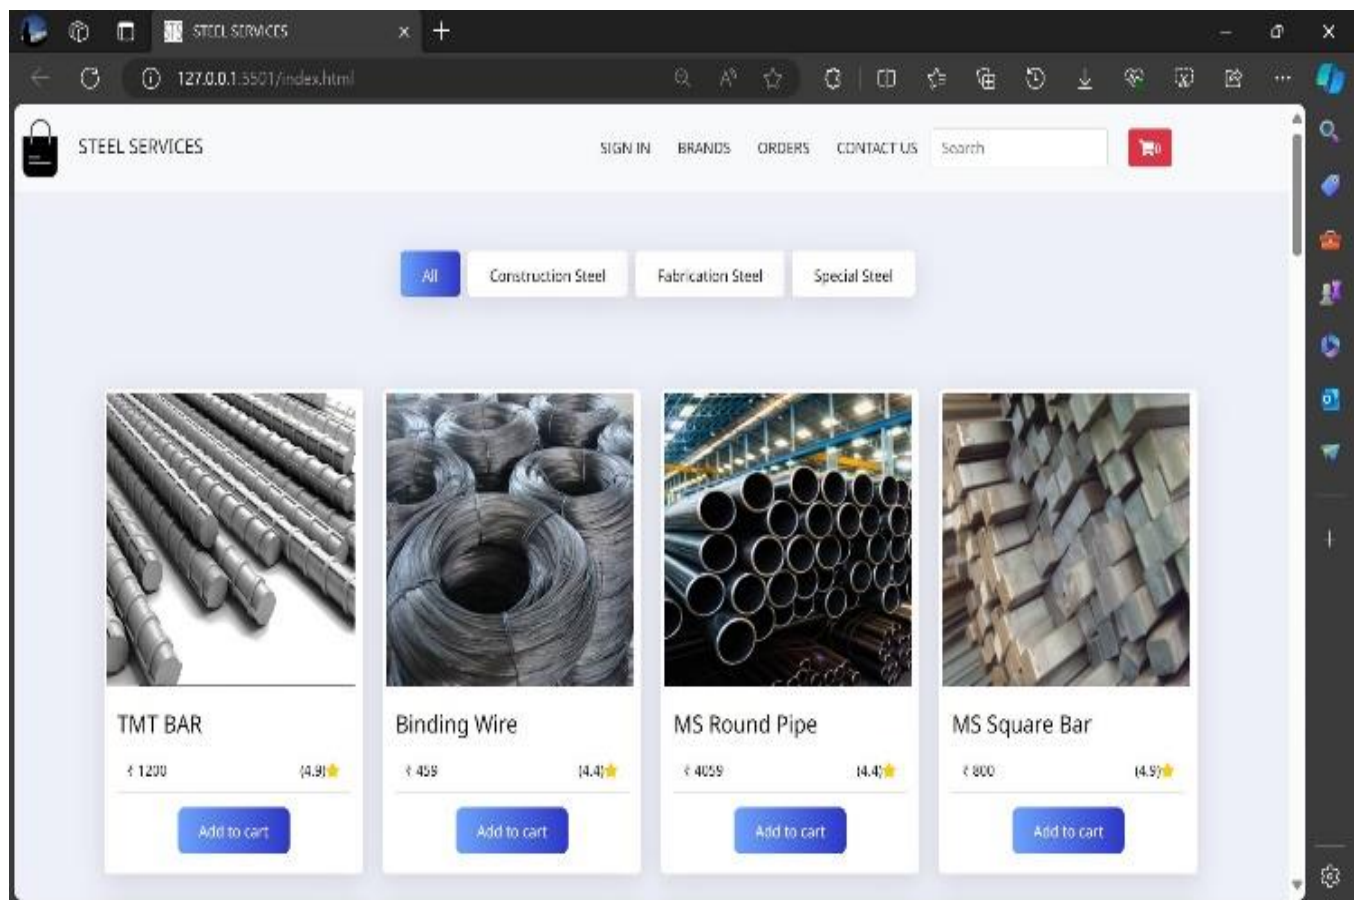 STEEL SERVICES
127.0.0.1:5501/index.html
STEEL SERVICES
SIGN IN BRANDS ORDERS CONTACT US Search 0
All Construction Steel Fabrication Steel Special Steel
TMT BAR Binding Wire MS Round Pipe MS Square Bar
₹ 1200 (4.9) ₹ 459 (4.4) ₹ 4059 (4.4) ₹ 800 (4.9)
Add to cart Add to cart Add to cart Add to cart